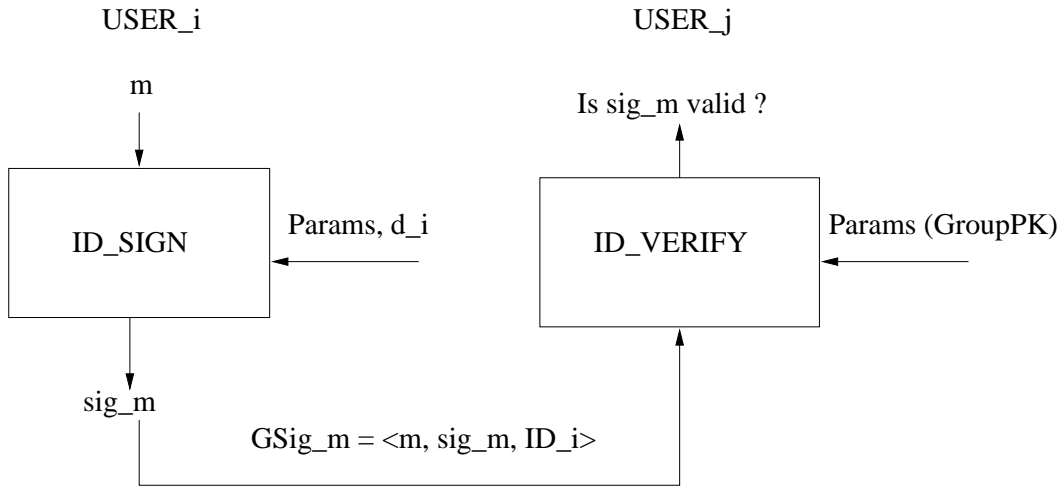 USER_i
USER_j
m
Is sig_m valid ?
ID_SIGN
Params, d_i
ID_VERIFY
Params (GroupPK)
sig_m
GSig_m = <m, sig_m, ID_i>